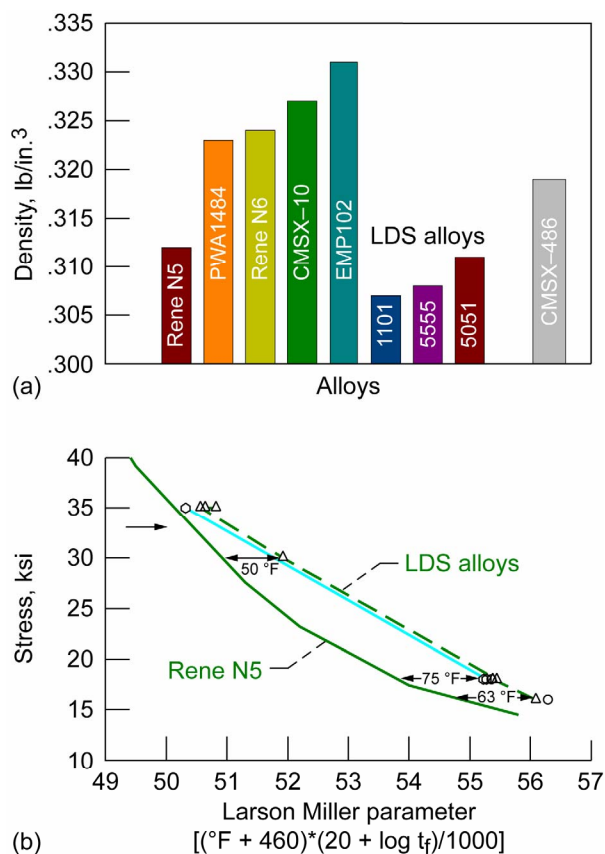 .335
.330
.325
.320
.315
.310
.305
.300
Density, lb/in.³
Rene N5
PWA1484
Rene N6
CMSX–10
EMP102
LDS alloys
1101
5555
5051
CMSX–486
Alloys
(a)
40
35
30
25
20
15
10
Stress, ksi
50 °F
LDS alloys
Rene N5
75 °F
63 °F
49 50 51 52 53 54 55 56 57
Larson Miller parameter
[(°F + 460)*(20 + log t_f)/1000]
(b)